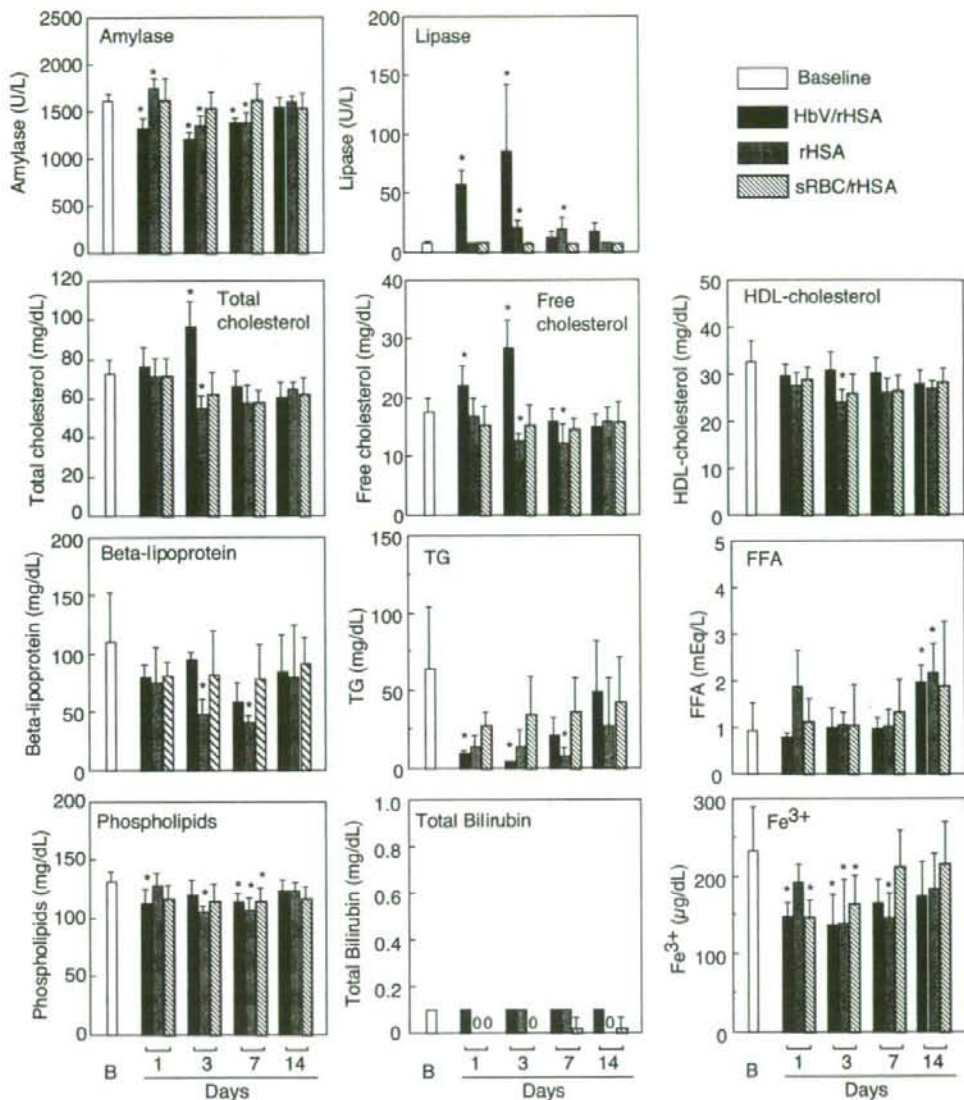 Amylase
Amylase (U/L)
2500
2000
1500
1000
500
0
* * * * * *
Lipase
Lipase (U/L)
200
150
100
50
0
* * * *
Baseline
HbV/rHSA
rHSA
sRBC/rHSA
Total
cholesterol
Total cholesterol (mg/dL)
120
100
80
60
40
20
0
* *
Free
cholesterol
Free cholesterol (mg/dL)
40
30
20
10
0
* * * *
HDL-cholesterol
HDL-cholesterol (mg/dL)
50
40
30
20
10
0
*
Beta-lipoprotein
Beta-lipoprotein (mg/dL)
200
150
100
50
0
* *
TG
TG (mg/dL)
150
100
50
0
* * *
FFA
FFA (mEq/L)
5
4
3
2
1
0
* *
Phospholipids
Phospholipids (mg/dL)
200
150
100
50
0
* * * * *
B
1 3 7 14
Days
Total Bilirubin
Total Bilirubin (mg/dL)
1.0
0.8
0.6
0.4
0.2
0
00 0 0
B
1 3 7 14
Days
Fe3+
Fe3+ (µg/dL)
300
200
100
0
* * * * * *
B
1 3 7 14
Days